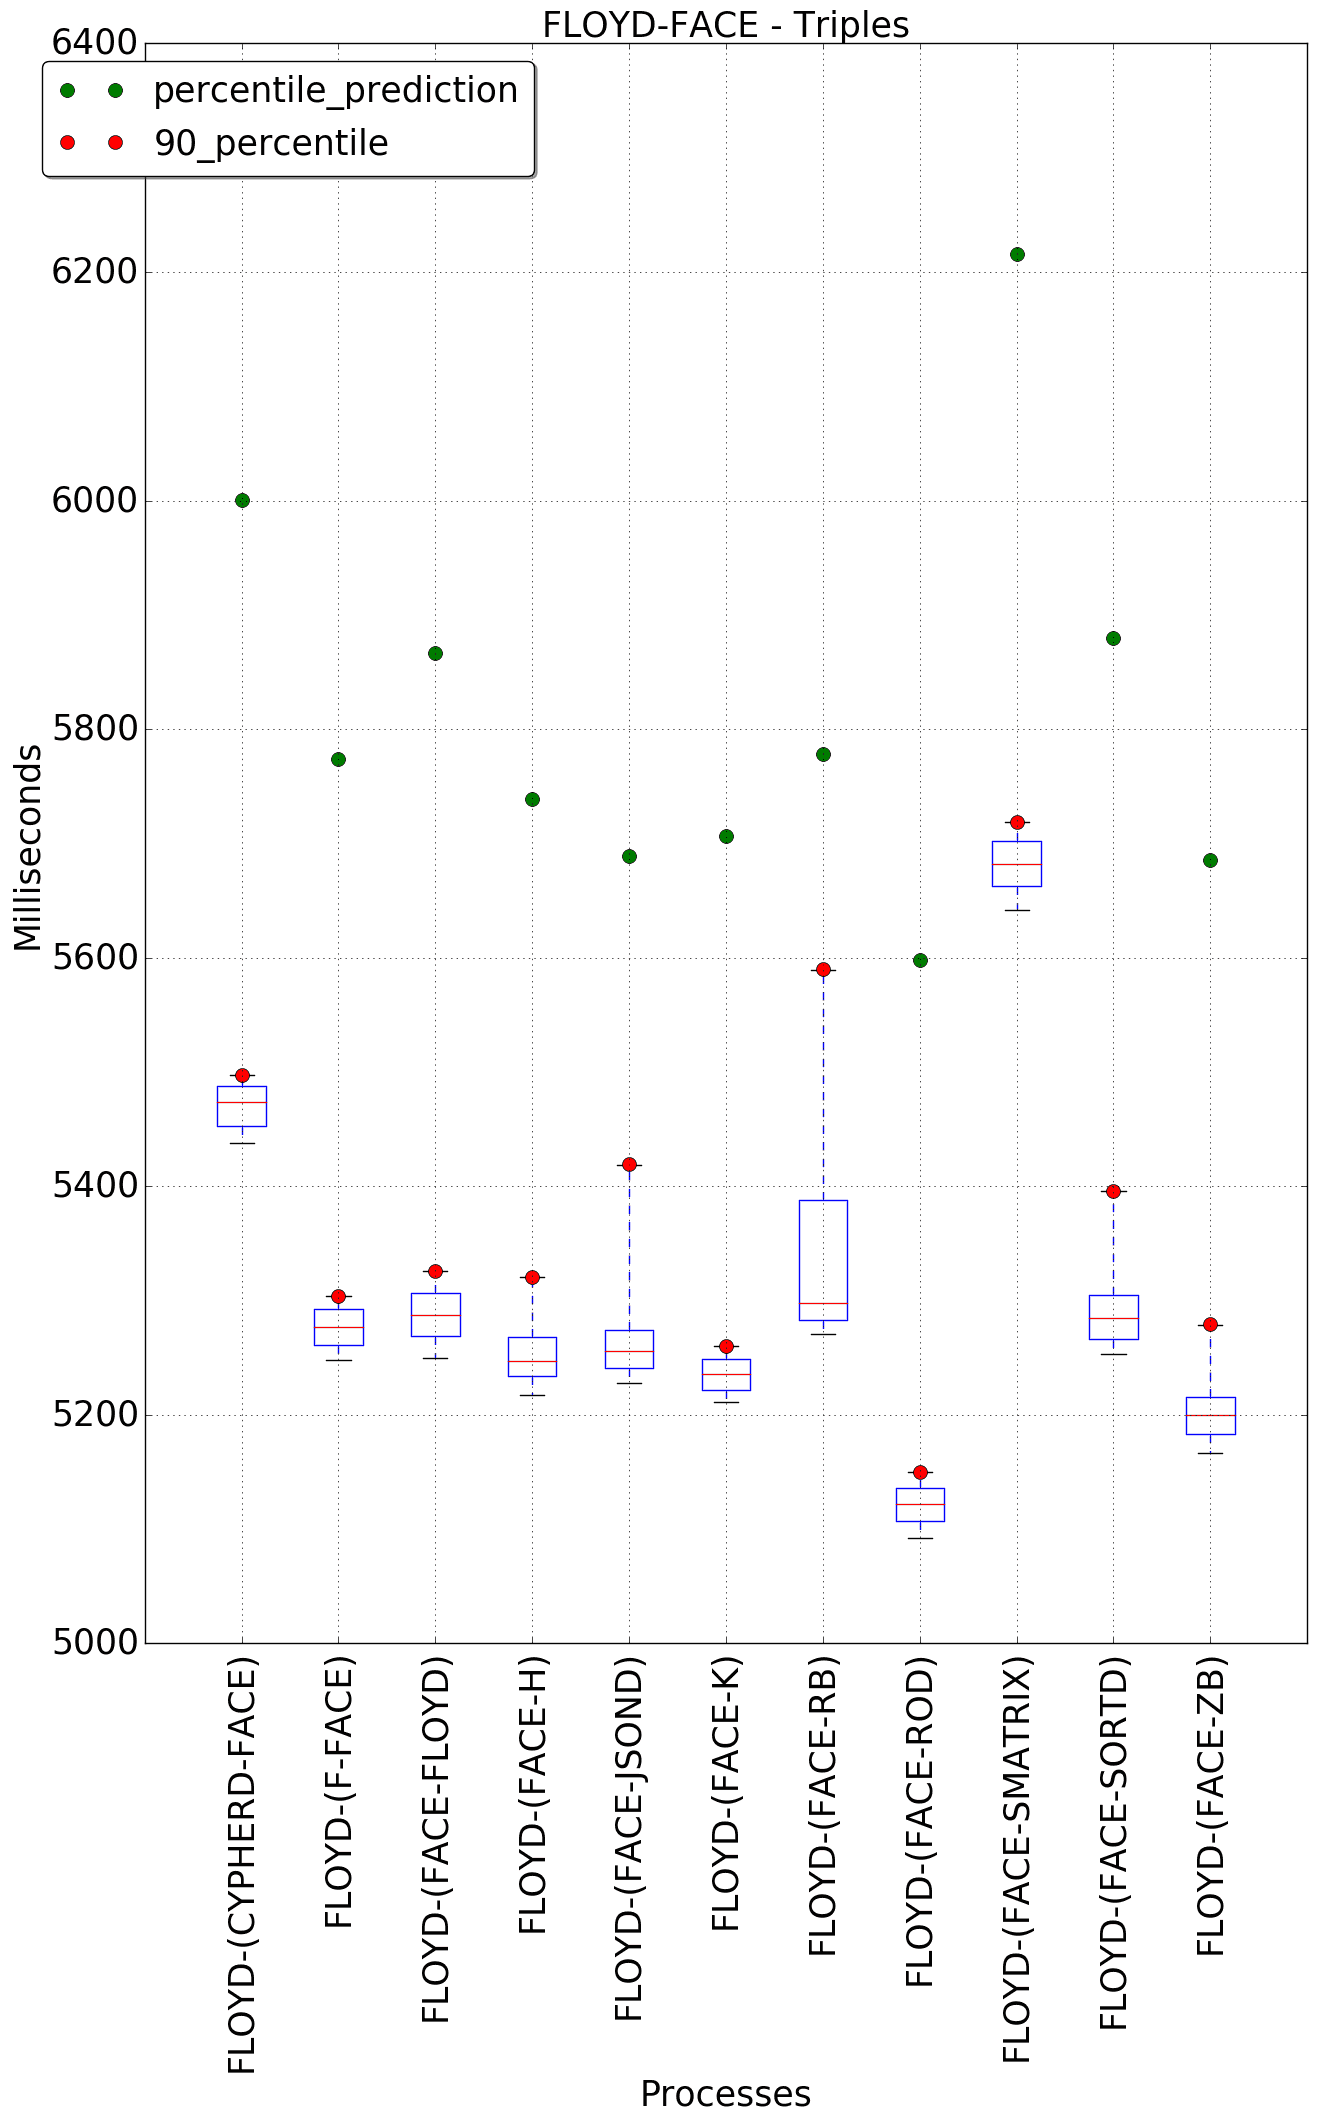 FLOYD-FACE - Triples
6400
percentile_prediction
90_percentile
6200
6000
5800
5600
5400
5200
5000
Milliseconds
FLOYD-(CYPHERD-FACE)
FLOYD-(F-FACE)
FLOYD-(FACE-FLOYD)
FLOYD-(FACE-H)
FLOYD-(FACE-JSOND)
FLOYD-(FACE-K)
FLOYD-(FACE-RB)
FLOYD-(FACE-ROD)
FLOYD-(FACE-SMATRIX)
FLOYD-(FACE-SORTD)
FLOYD-(FACE-ZB)
Processes